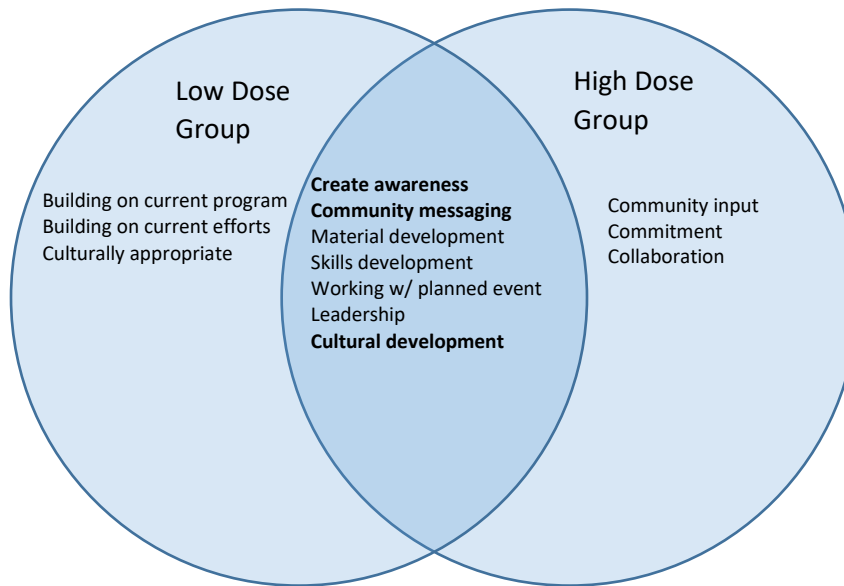 Low Dose
Group
High Dose
Group
Building on current program
Building on current efforts
Culturally appropriate
Create awareness
Community messaging
Material development
Skills development
Working w/ planned event
Leadership
Cultural development
Community input
Commitment
Collaboration